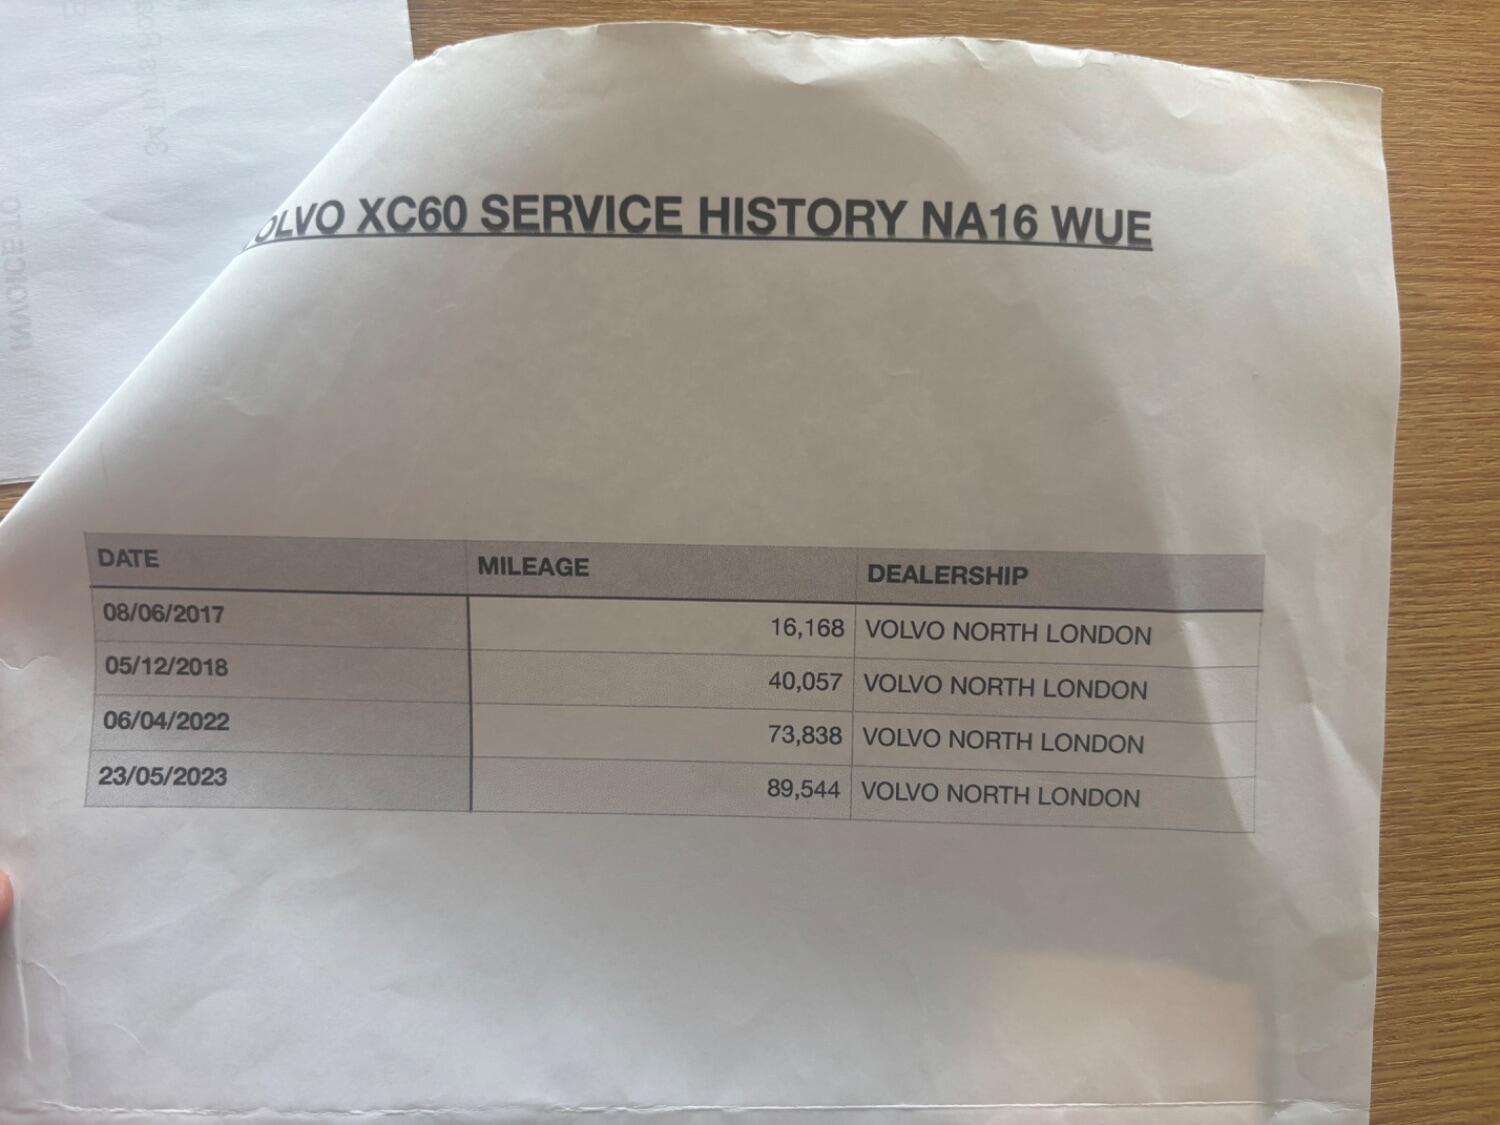 OLVO XC60 SERVICE HISTORY NA16 WUE
DATE MILEAGE DEALERSHIP
08/06/2017 16,168 VOLVO NORTH LONDON
05/12/2018 40,057 VOLVO NORTH LONDON
06/04/2022 73,838 VOLVO NORTH LONDON
23/05/2023 89,544 VOLVO NORTH LONDON
INVOICE TO